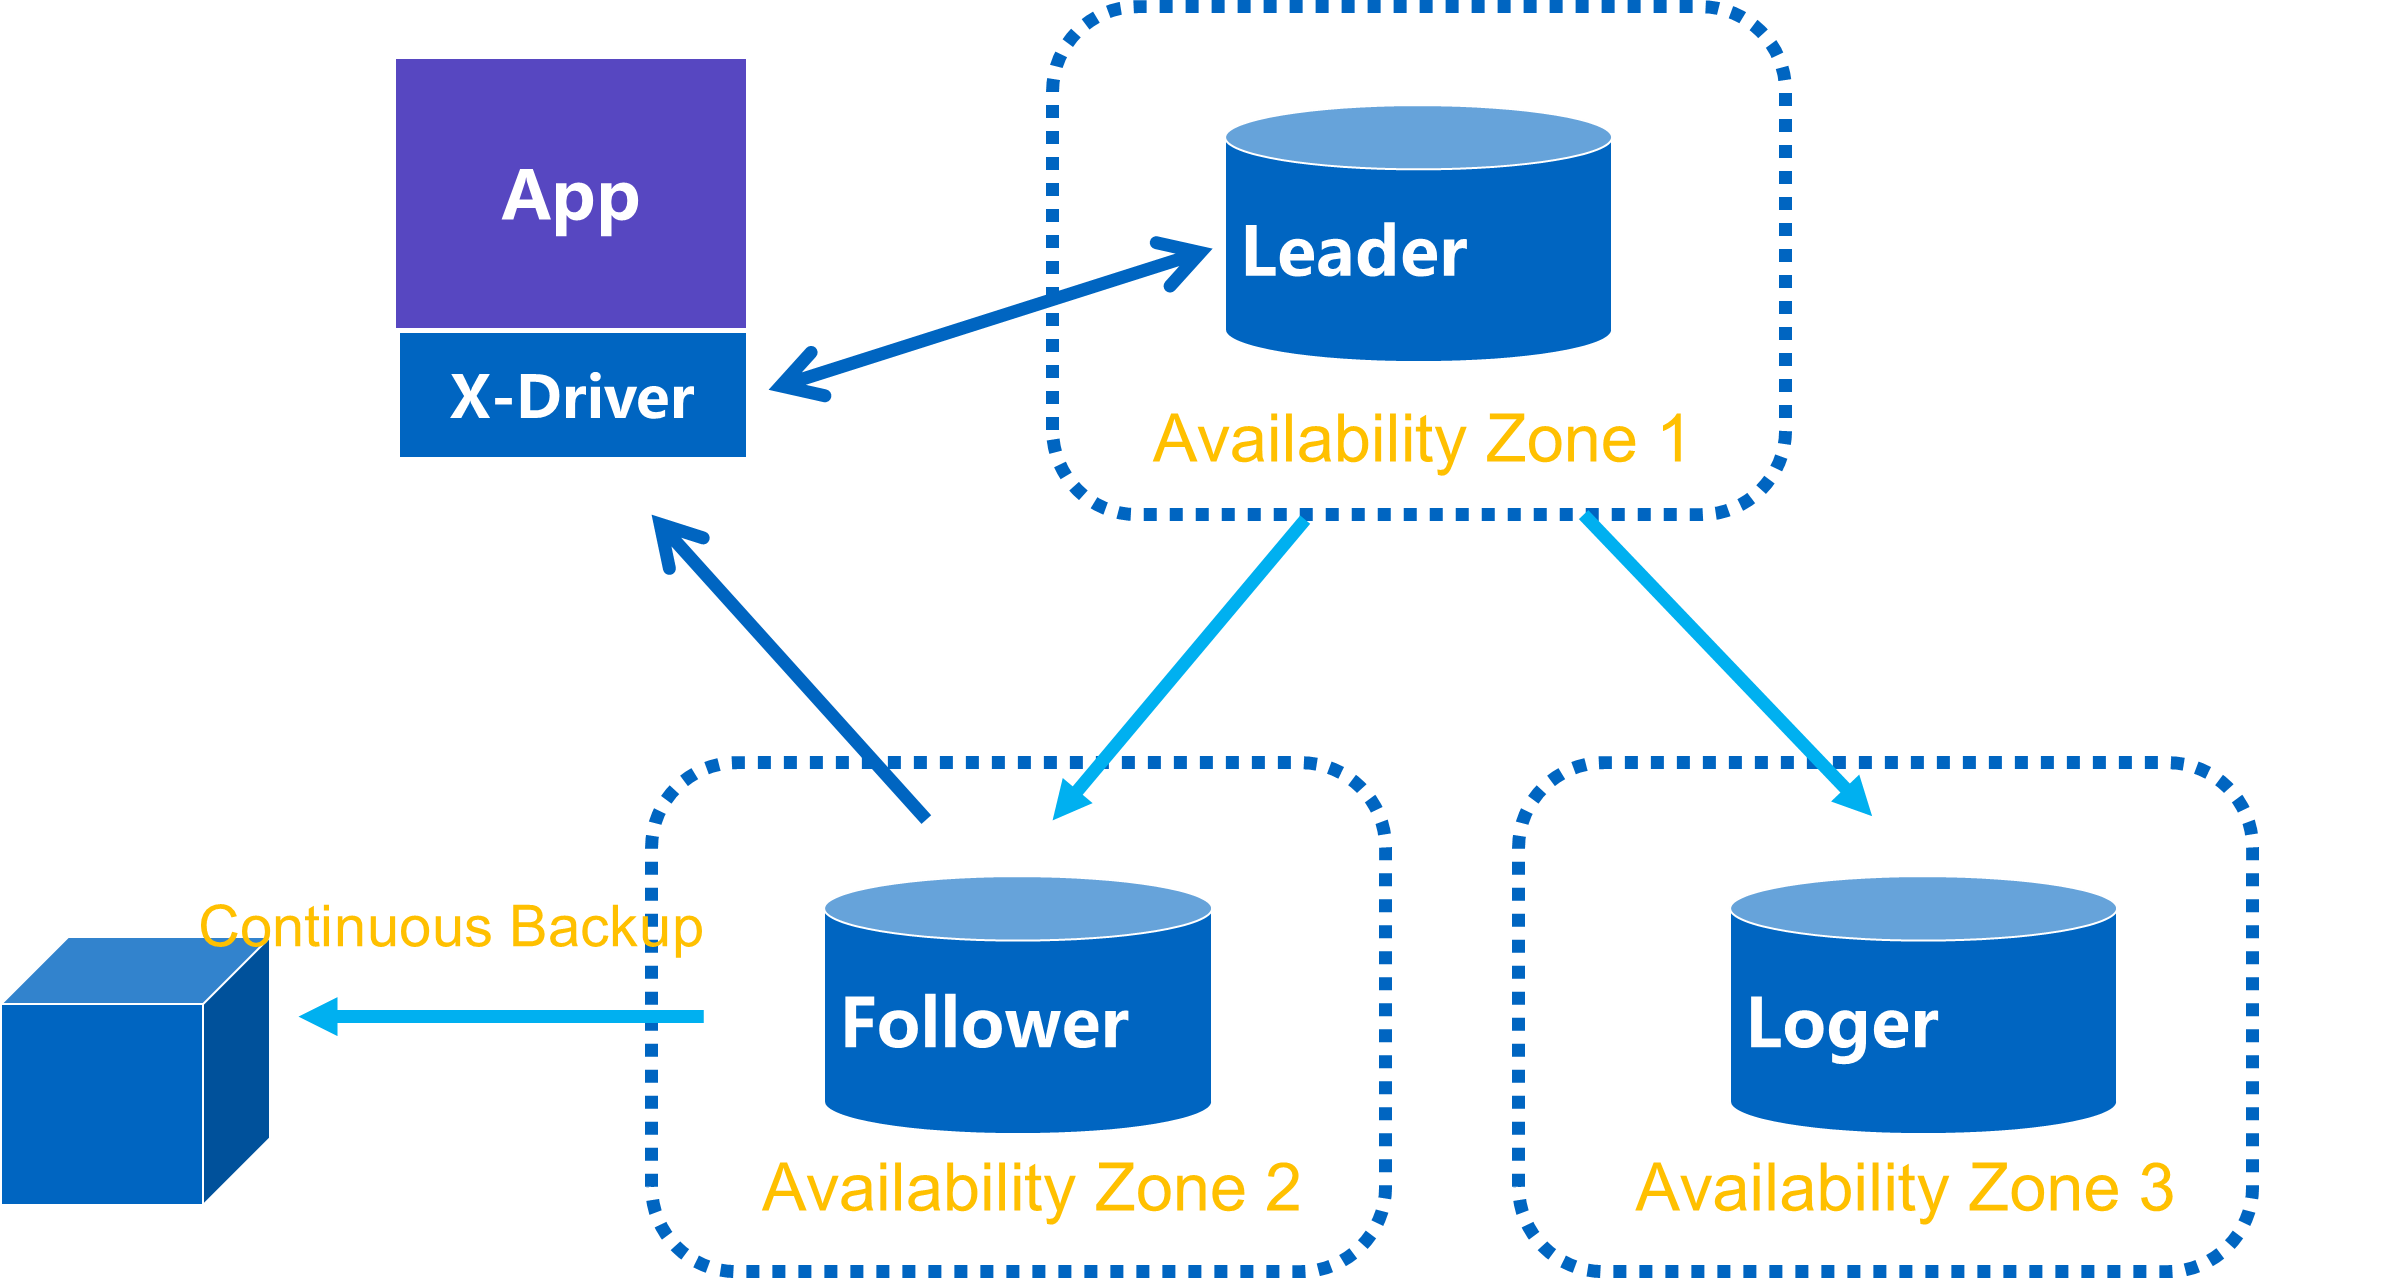 App
X-Driver
Leader
Availability Zone 1
Continuous Backup
Follower
Availability Zone 2
Loger
Availability Zone 3